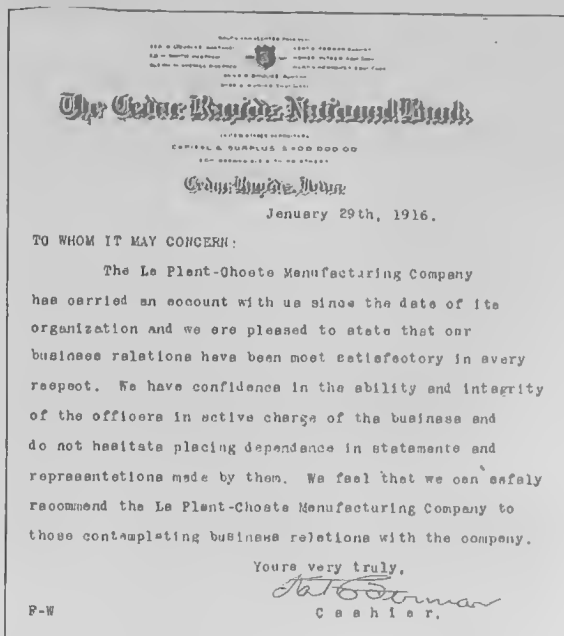 The Cedar Rapids National Bank
UNITED STATES DEPOSITARY
CAPITAL & SURPLUS
Cedar Rapids, Iowa
January 29th, 1916.
TO WHOM IT MAY CONCERN:
The La Plant-Choate Manufacturing Company
has carried an account with us since the date of its
organization and we are pleased to state that our
business relations have been most satisfactory in every
respect. We have confidence in the ability and integrity
of the officers in active charge of the business and
do not hesitate placing dependence in statements and
representations made by them. We feel that we can safely
recommend the La Plant-Choate Manufacturing Company to
those contemplating business relations with the company.
Yours very truly,
F-W
Cashier.